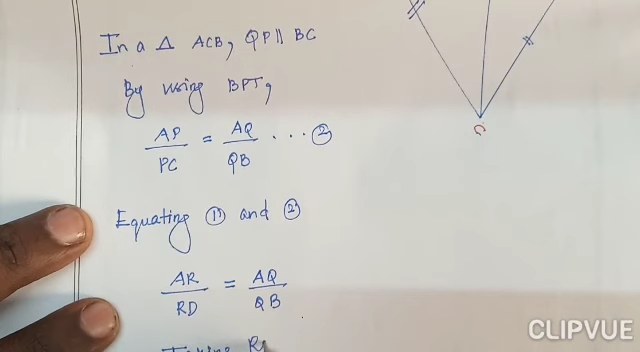 In a Δ ACB, QP || BC
By using BPT,
AP/PC = AQ/QB ... ②
C
Equating ① and ②
AR/RD = AQ/QB
Taking
CLIPVUE